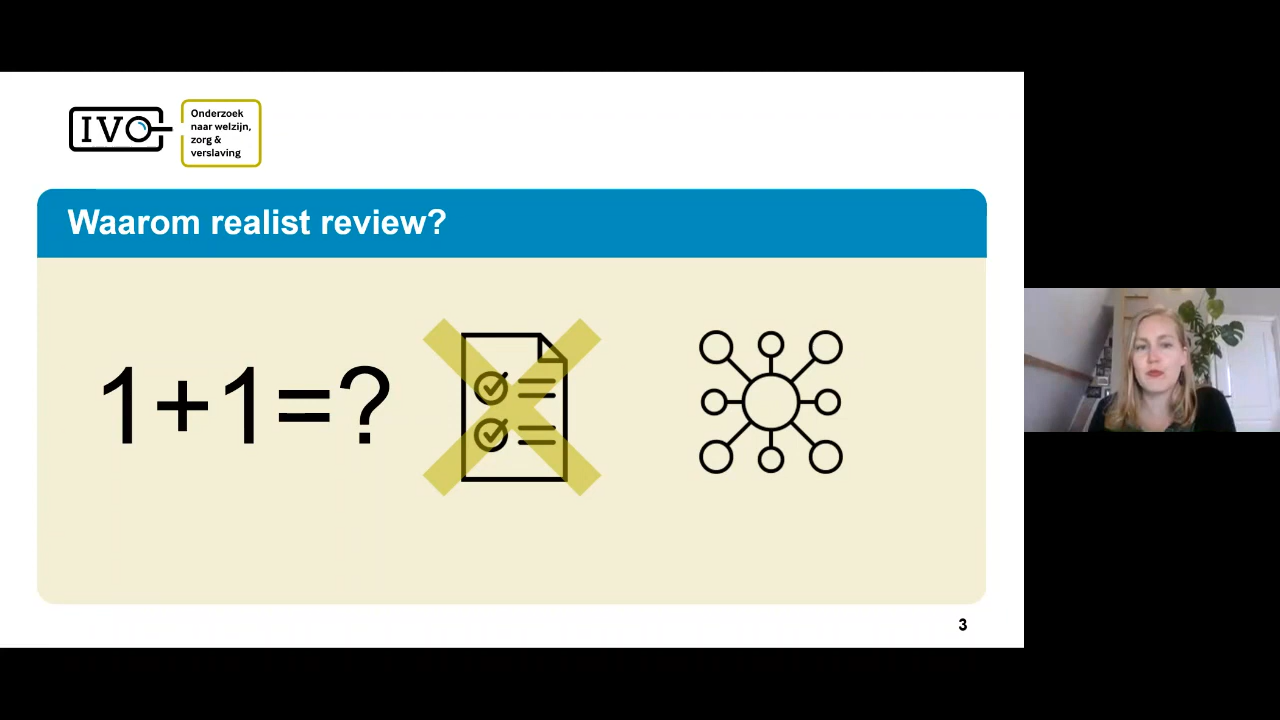 IVO
Onderzoek
naar welzijn,
zorg &
verslaving
Waarom realist review?
1+1=?
3